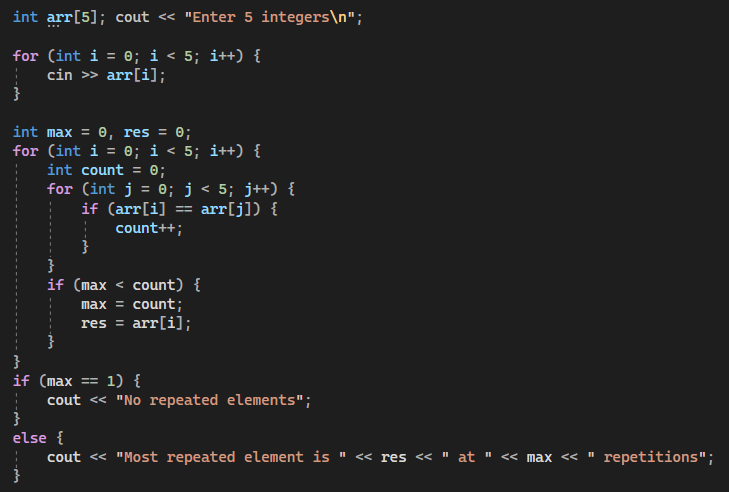 int arr[5]; cout << "Enter 5 integers\n";
for (int i = 0; i < 5; i++) {
    cin >> arr[i];
}
int max = 0, res = 0;
for (int i = 0; i < 5; i++) {
    int count = 0;
    for (int j = 0; j < 5; j++) {
        if (arr[i] == arr[j]) {
            count++;
        }
    }
    if (max < count) {
        max = count;
        res = arr[i];
    }
}
if (max == 1) {
    cout << "No repeated elements";
}
else {
    cout << "Most repeated element is " << res << " at " << max << " repetitions";
}